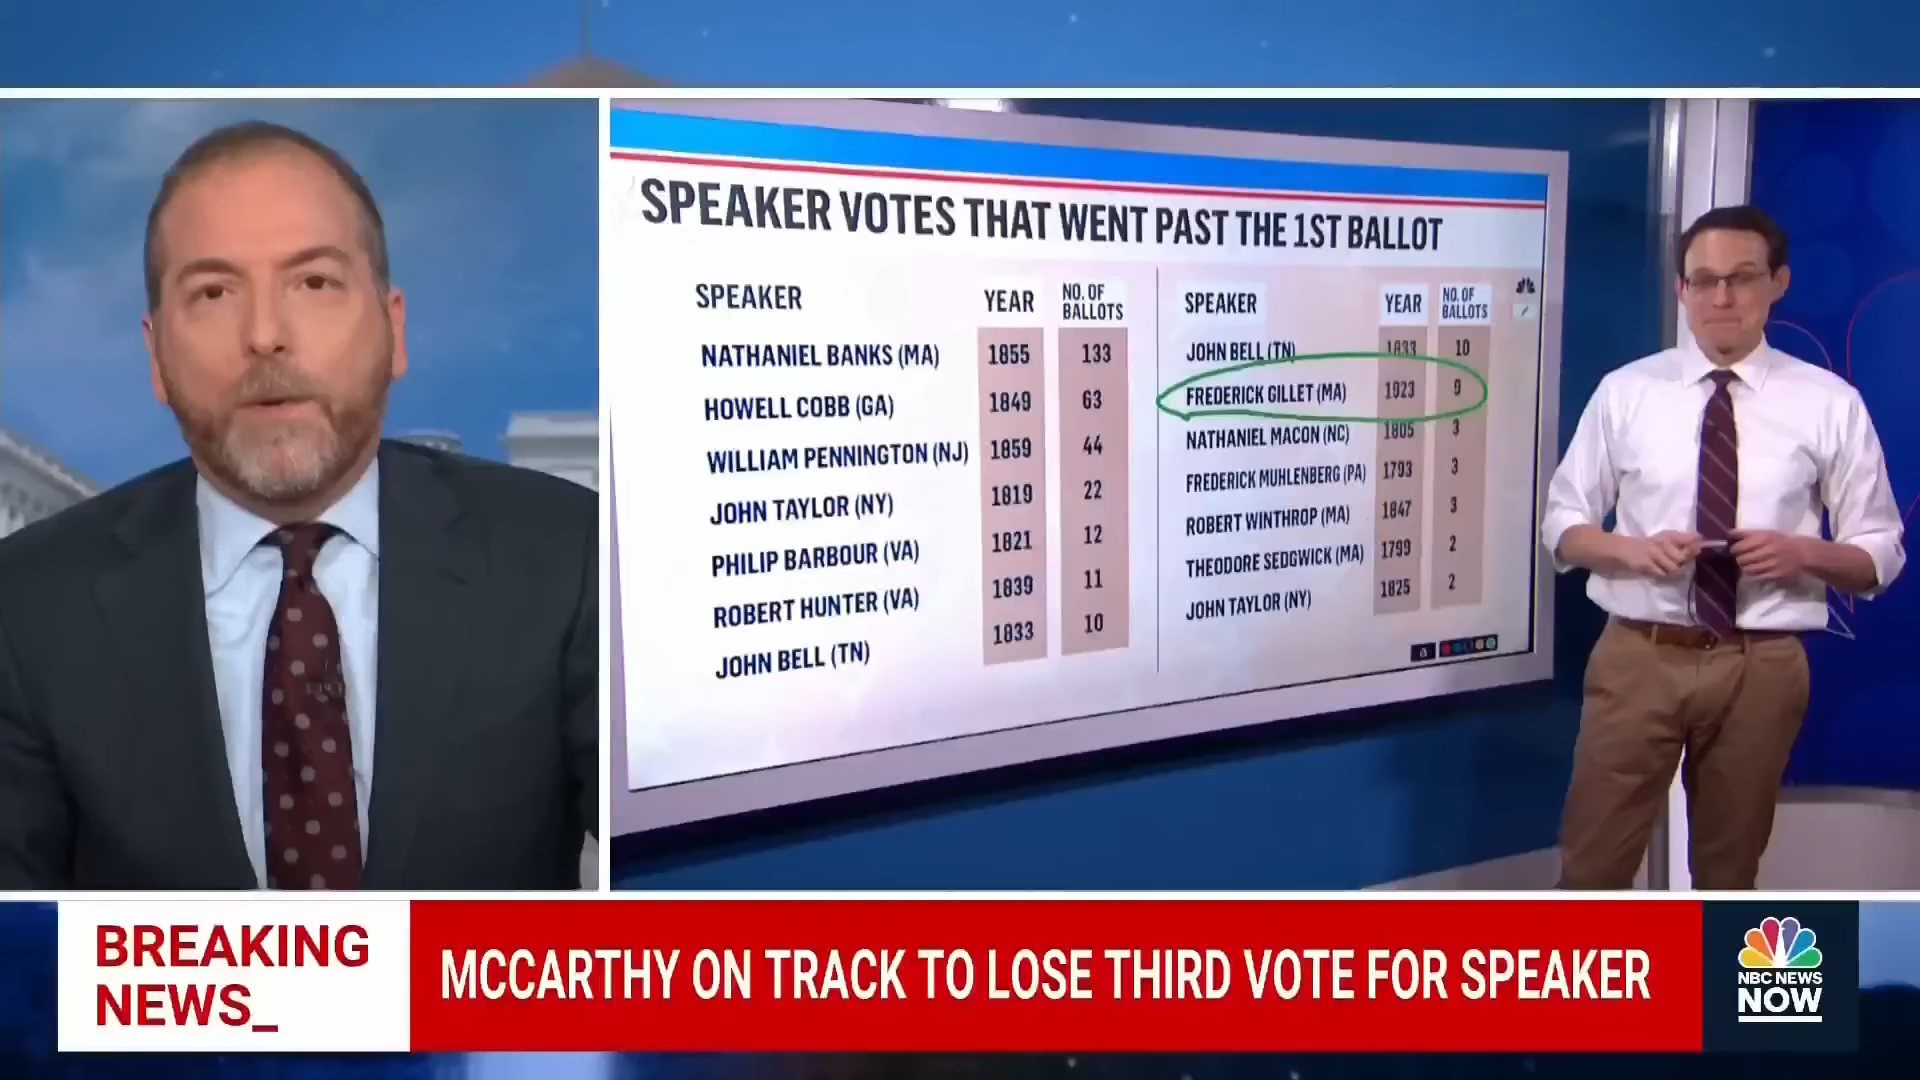 SPEAKER VOTES THAT WENT PAST THE 1ST BALLOT
SPEAKER YEAR NO. OF BALLOTS
NATHANIEL BANKS (MA) 1855 133
HOWELL COBB (GA) 1849 63
WILLIAM PENNINGTON (NJ) 1859 44
JOHN TAYLOR (NY) 1819 22
PHILIP BARBOUR (VA) 1821 12
ROBERT HUNTER (VA) 1839 11
JOHN BELL (TN) 1833 10
SPEAKER YEAR NO. OF BALLOTS
JOHN BELL (TN) 1833 10
FREDERICK GILLET (MA) 1923 9
NATHANIEL MACON (NC) 1805 3
FREDERICK MUHLENBERG (PA) 1793 3
ROBERT WINTHROP (MA) 1847 3
THEODORE SEDGWICK (MA) 1799 2
JOHN TAYLOR (NY) 1825 2
a
BREAKING
NEWS_
MCCARTHY ON TRACK TO LOSE THIRD VOTE FOR SPEAKER
NBC NEWS
NOW